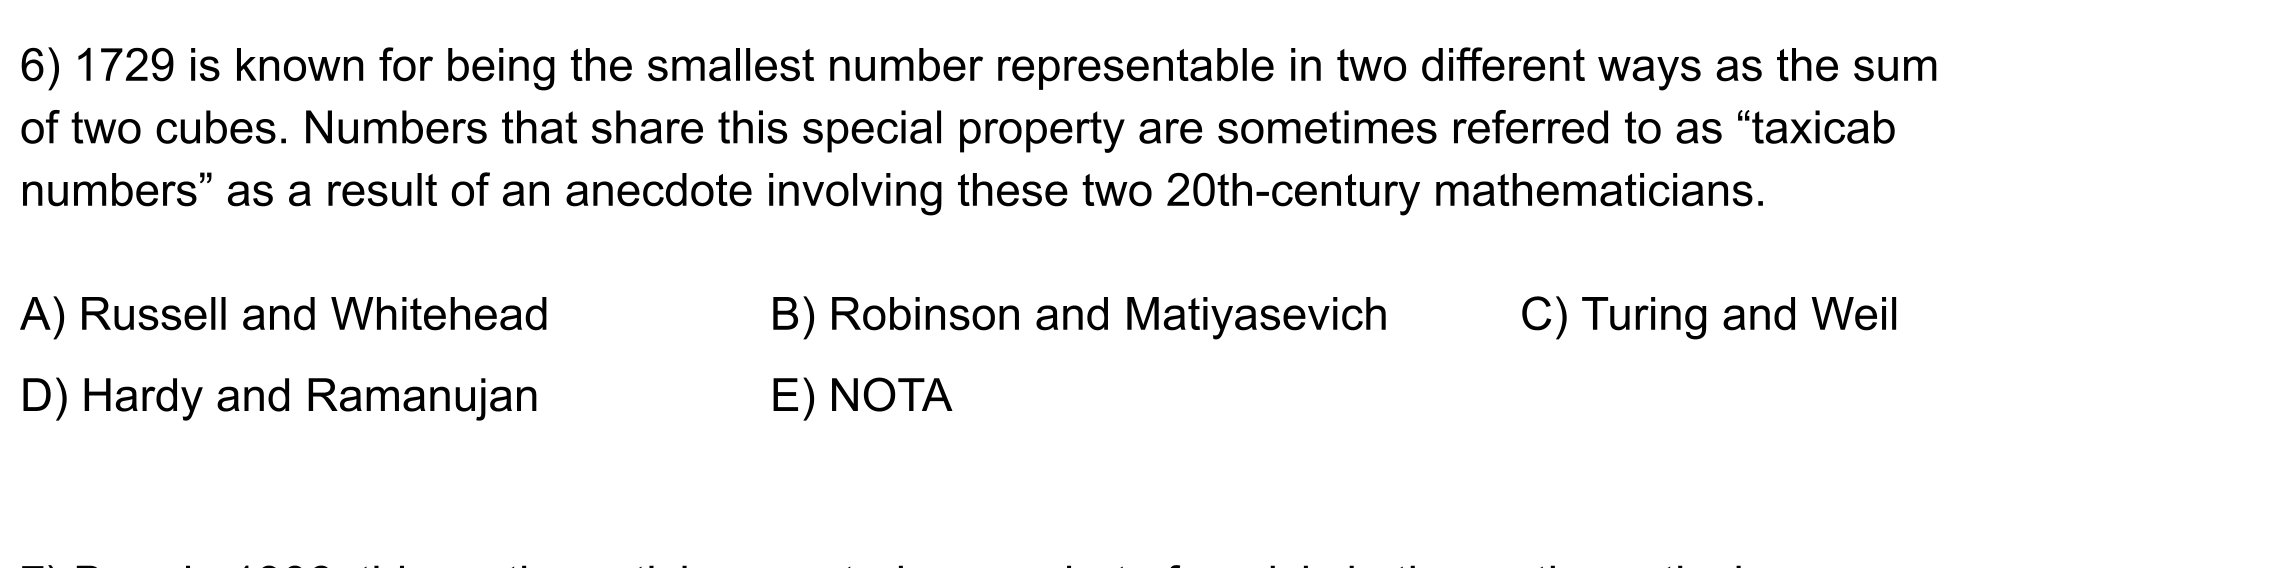 6) 1729 is known for being the smallest number representable in two different ways as the sum
of two cubes. Numbers that share this special property are sometimes referred to as “taxicab
numbers” as a result of an anecdote involving these two 20th-century mathematicians.
A) Russell and Whitehead B) Robinson and Matiyasevich C) Turing and Weil
D) Hardy and Ramanujan E) NOTA